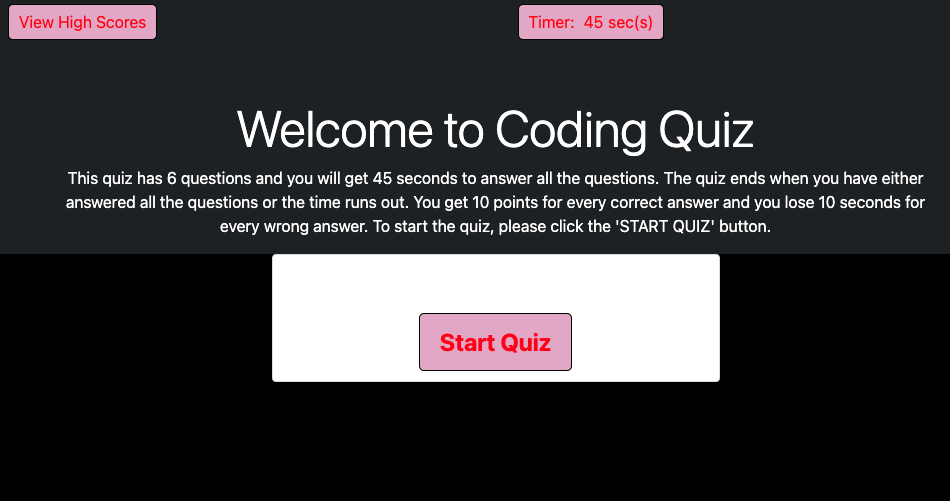 View High Scores
Timer: 45 sec(s)
Welcome to Coding Quiz
This quiz has 6 questions and you will get 45 seconds to answer all the questions. The quiz ends when you have either
answered all the questions or the time runs out. You get 10 points for every correct answer and you lose 10 seconds for
every wrong answer. To start the quiz, please click the 'START QUIZ' button.
Start Quiz